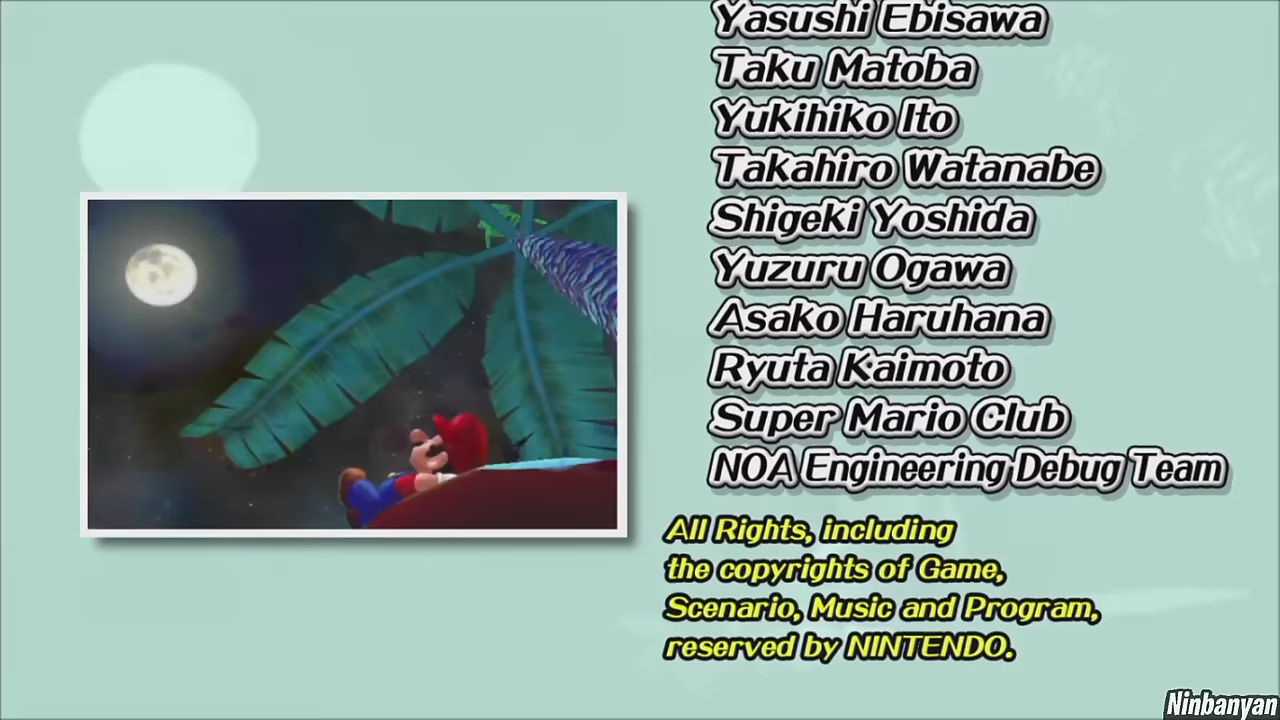 Yasushi Ebisawa
Taku Matoba
Yukihiko Ito
Takahiro Watanabe
Shigeki Yoshida
Yuzuru Ogawa
Asako Haruhana
Ryuta Kaimoto
Super Mario Club
NOA Engineering Debug Team
All Rights, including
the copyrights of Game,
Scenario, Music and Program,
reserved by NINTENDO.
Ninbanyan